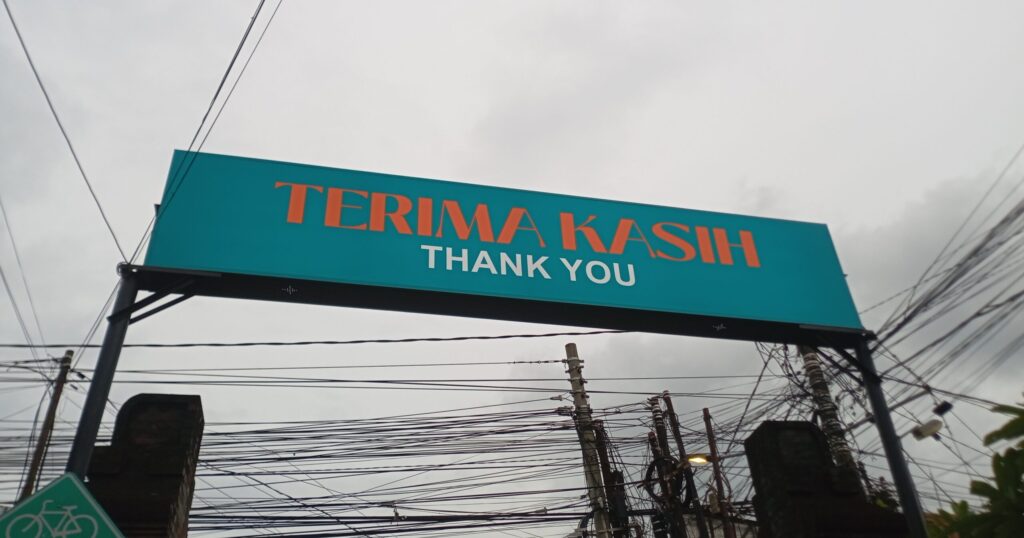 TERIMA KASIH
THANK YOU